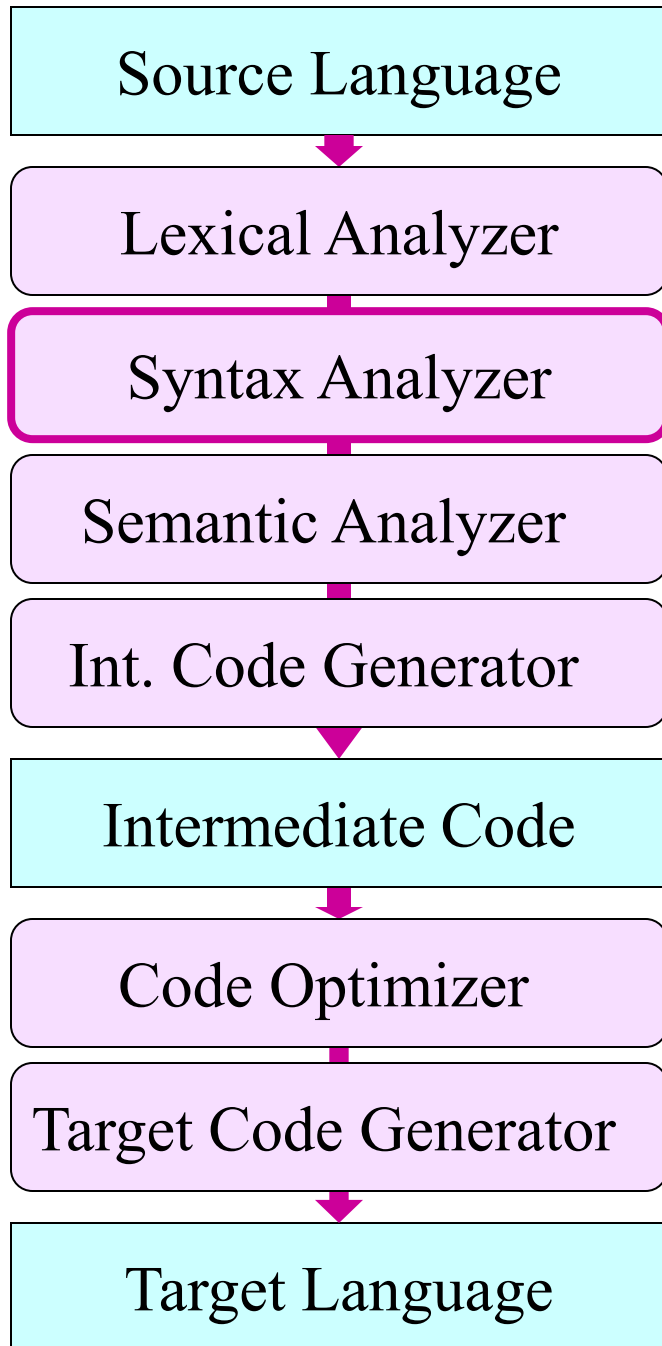 Source Language
Lexical Analyzer
Syntax Analyzer
Semantic Analyzer
Int. Code Generator
Intermediate Code
Code Optimizer
Target Code Generator
Target Language